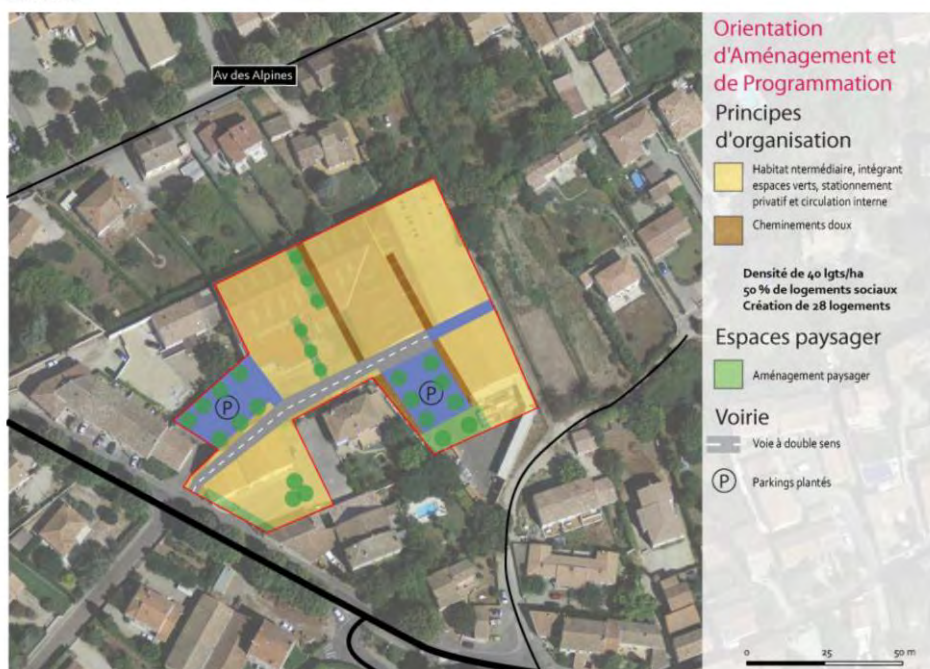 Av des Alpines
Orientation
d'Aménagement et
de Programmation
Principes
d'organisation
Habitat ntermédiaire, intégrant
espaces verts, stationnement
privatif et circulation interne
Cheminements doux
Densité de 40 lgts/ha
50 % de logements sociaux
Création de 28 logements
Espaces paysager
Aménagement paysager
Voirie
Voie à double sens
P Parkings plantés
P
P
0 25 50 m